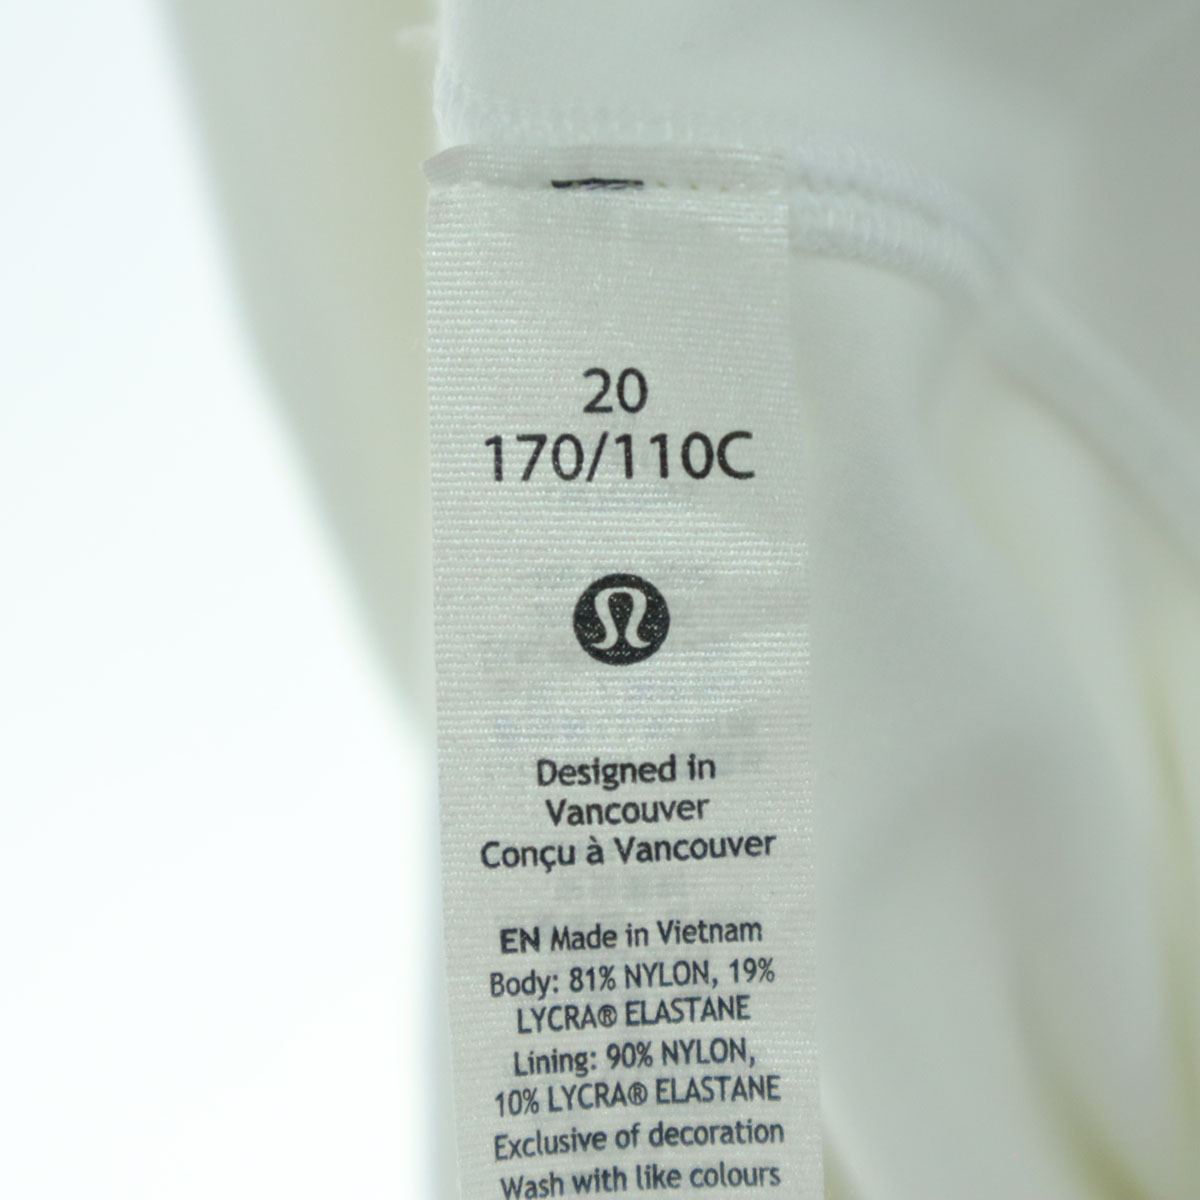 20
170/110C
Designed in
Vancouver
Conçu à Vancouver
EN Made in Vietnam
Body: 81% NYLON, 19%
LYCRA® ELASTANE
Lining: 90% NYLON,
10% LYCRA® ELASTANE
Exclusive of decoration
Wash with like colours